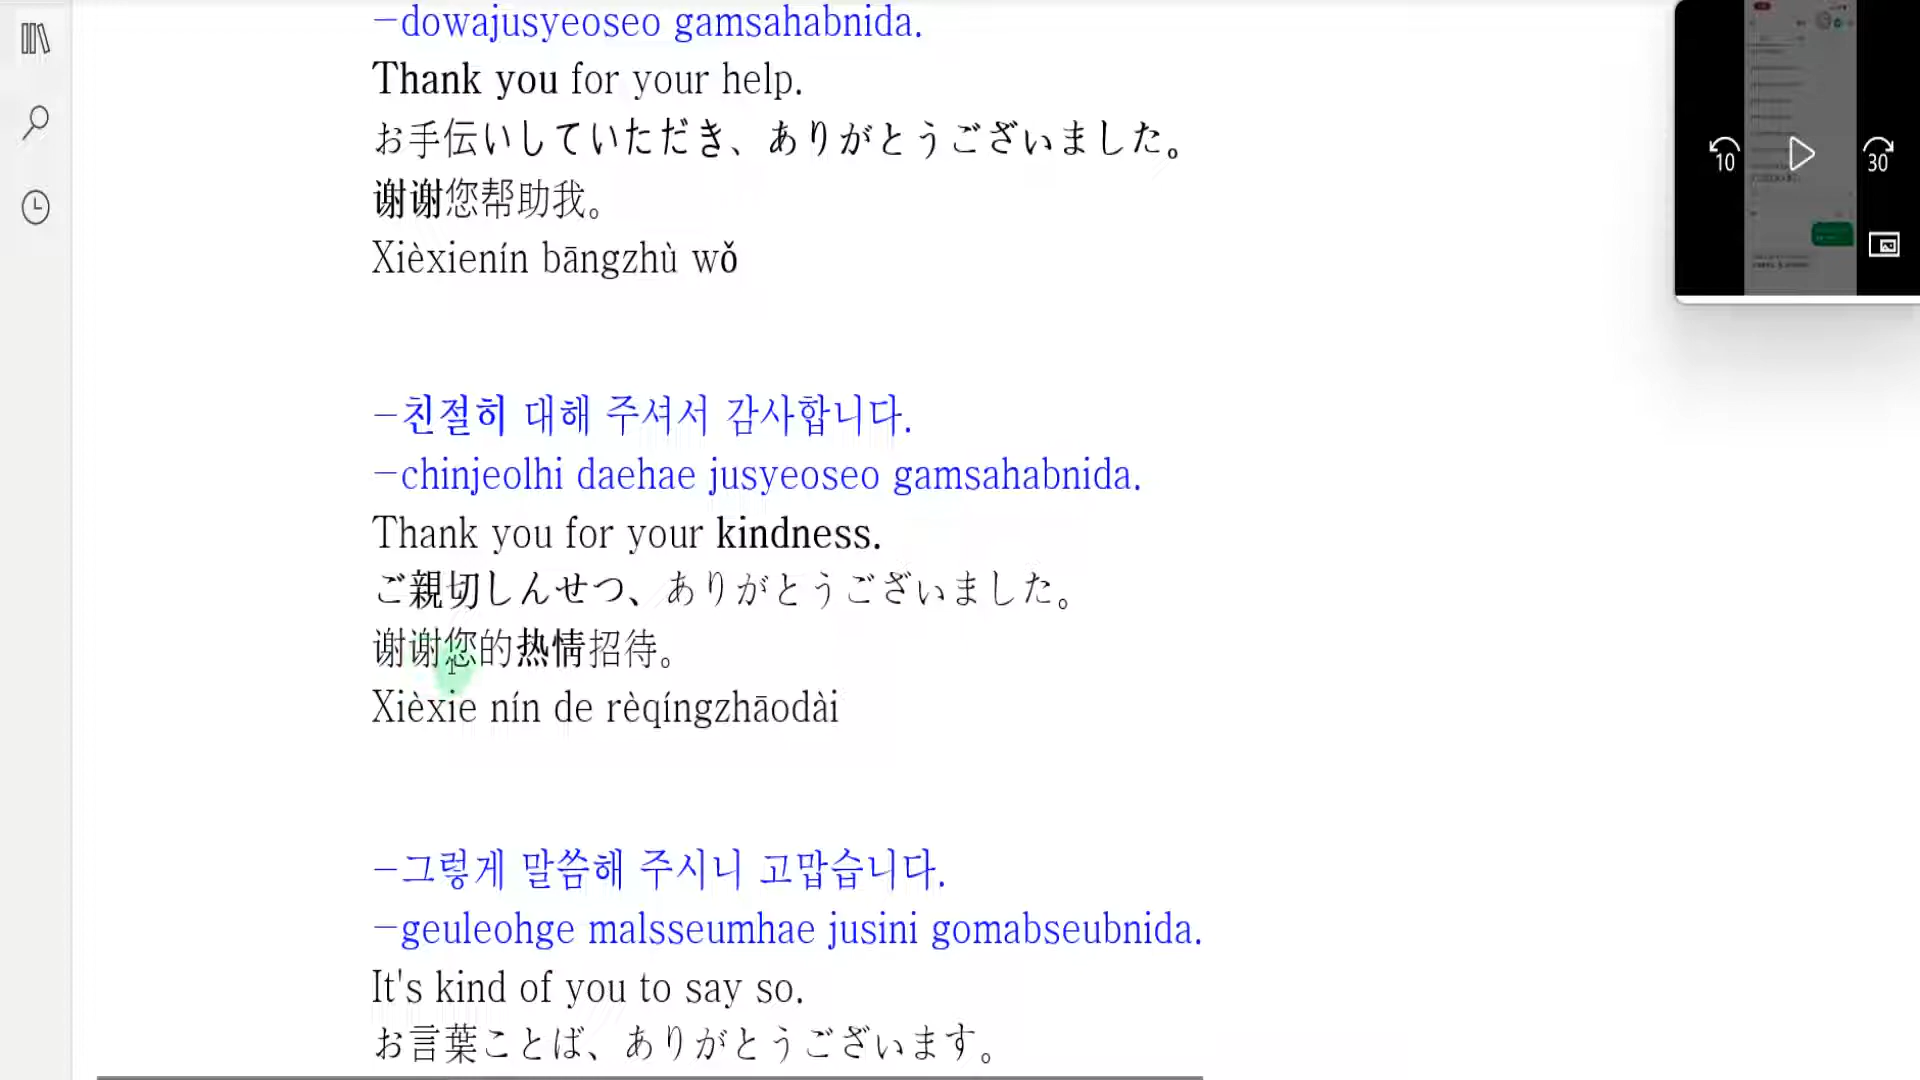 －dowajusyeoseo gamsahabnida.
Thank you for your help.
お手伝いしていただき、ありがとうございました。
谢谢您帮助我。
Xièxienín bāngzhù wǒ
－친절히 대해 주셔서 감사합니다.
－chinjeolhi daehae jusyeoseo gamsahabnida.
Thank you for your kindness.
ご親切しんせつ、ありがとうございました。
谢谢您的热情招待。
Xièxie nín de rèqíngzhāodài
－그렇게 말씀해 주시니 고맙습니다.
－geuleohge malsseumhae jusini gomabseubnida.
It's kind of you to say so.
お言葉ことば、ありがとうございます。
10
30